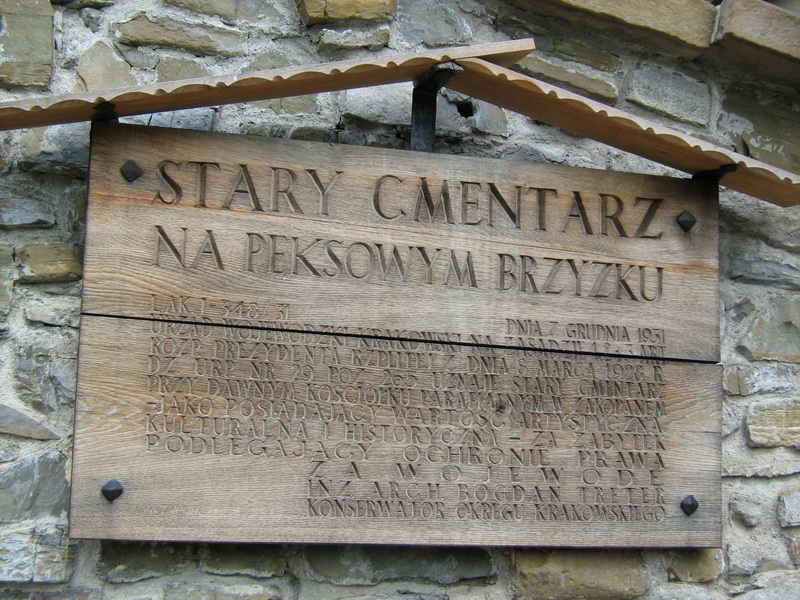 STARY CMENTARZ
NA PĘKSOWYM BRZYZKU
L.AK.I-348/31 DNIA 7 GRUDNIA 1931
URZĄD WOJEWÓDZKI KRAKOWSKI NA ZASADZIE
ROZP. PREZYDENTA RZPLITEJ Z DNIA 6 MARCA 1928 R.
DZ URP. NR 29 POZ 265 UZNAJE STARY CMENTARZ
PRZY DAWNYM KOŚCIÓŁKU PARAFIALNYM W ZAKOPANEM
-JAKO POSIADAJĄCY WARTOŚĆ ARTYSTYCZNĄ
KULTURALNĄ I HISTORYCZNĄ - ZA ZABYTEK
PODLEGAJĄCY OCHRONIE PRAWA
ZA WOJEWODĘ
INŻ ARCH BOGDAN TRETER
KONSERWATOR OKRĘGU KRAKOWSKIEGO